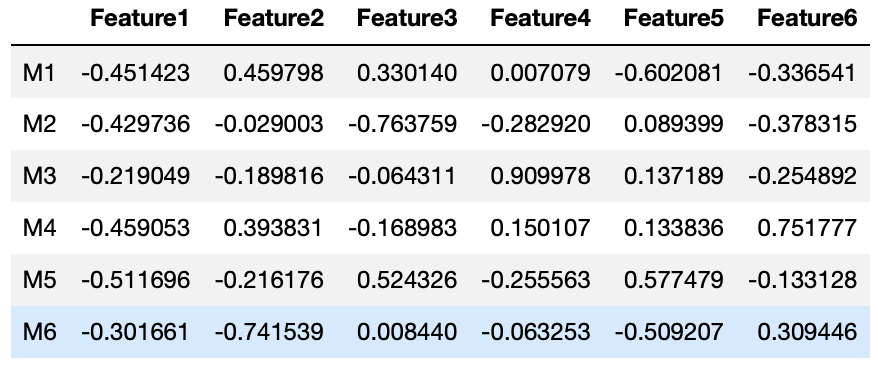 Feature1 Feature2 Feature3 Feature4 Feature5 Feature6
M1 -0.451423 0.459798 0.330140 0.007079 -0.602081 -0.336541
M2 -0.429736 -0.029003 -0.763759 -0.282920 0.089399 -0.378315
M3 -0.219049 -0.189816 -0.064311 0.909978 0.137189 -0.254892
M4 -0.459053 0.393831 -0.168983 0.150107 0.133836 0.751777
M5 -0.511696 -0.216176 0.524326 -0.255563 0.577479 -0.133128
M6 -0.301661 -0.741539 0.008440 -0.063253 -0.509207 0.309446